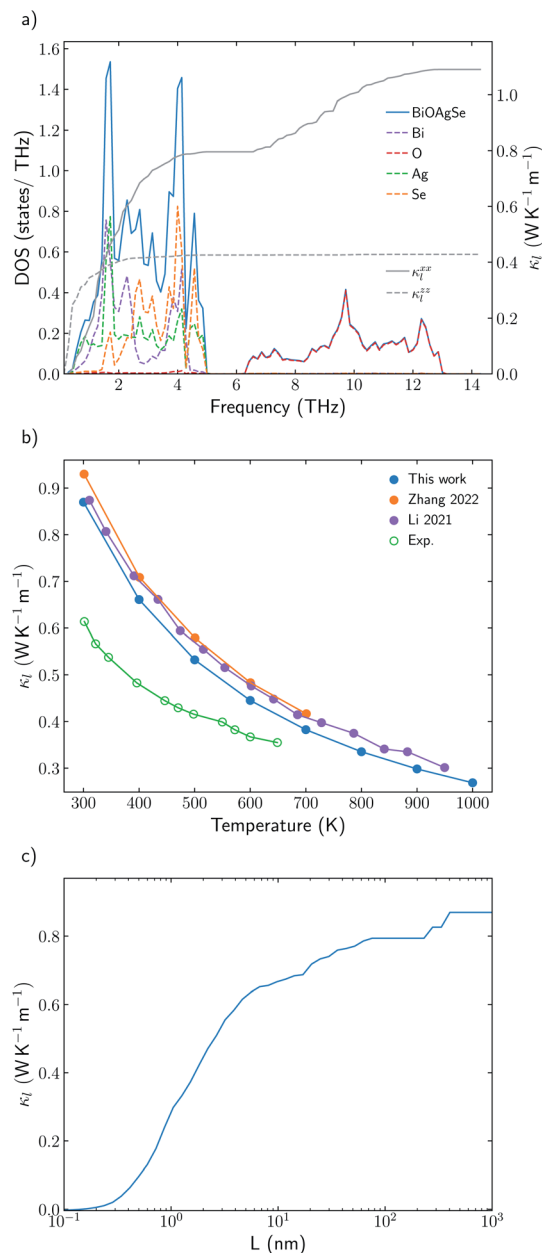 a)
DOS (states/ THz)
1.6
1.4
1.2
1.0
0.8
0.6
0.4
0.2
0.0
BiOAgSe
Bi
O
Ag
Se
κ_l^{xx}
κ_l^{zz}
1.0
0.8
0.6
0.4
0.2
0.0
κ_l (W K⁻¹ m⁻¹)
2 4 6 8 10 12 14
Frequency (THz)
b)
κ_l (W K⁻¹ m⁻¹)
0.9
0.8
0.7
0.6
0.5
0.4
0.3
This work
Zhang 2022
Li 2021
Exp.
300 400 500 600 700 800 900 1000
Temperature (K)
c)
κ_l (W K⁻¹ m⁻¹)
0.8
0.6
0.4
0.2
0.0
10⁻¹ 10⁰ 10¹ 10² 10³
L (nm)